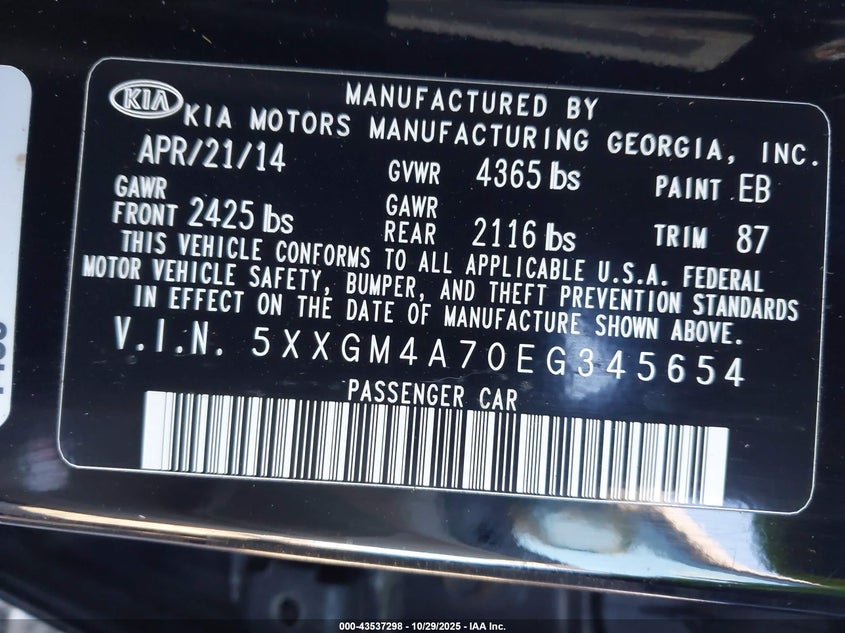 KIA
MANUFACTURED BY
KIA MOTORS MANUFACTURING GEORGIA, INC.
APR/21/14 GVWR 4365 lbs PAINT EB
GAWR FRONT 2425 lbs GAWR REAR 2116 lbs TRIM 87
THIS VEHICLE CONFORMS TO ALL APPLICABLE U.S.A. FEDERAL
MOTOR VEHICLE SAFETY, BUMPER, AND THEFT PREVENTION STANDARDS
IN EFFECT ON THE DATE OF MANUFACTURE SHOWN ABOVE.
V.I.N. 5XXGM4A70EG345654
PASSENGER CAR
000-43537298 - 10/29/2025 - IAA Inc.